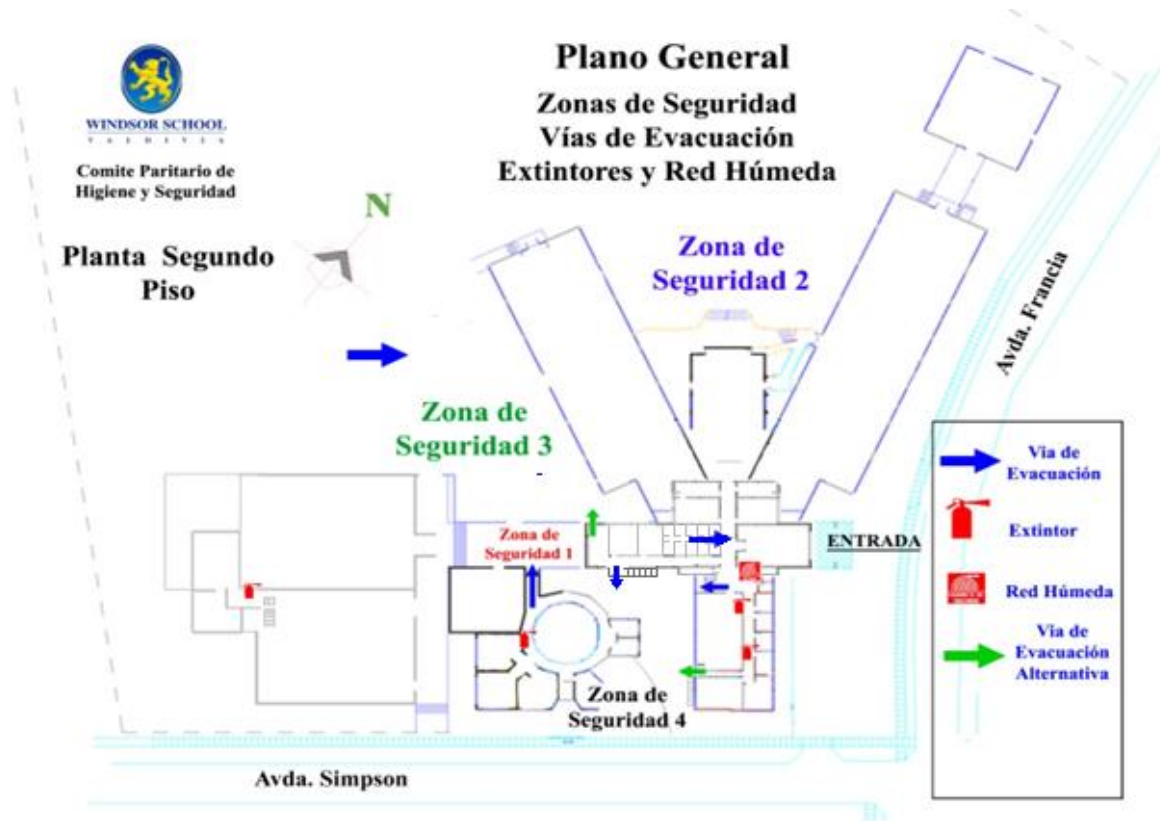 WINDSOR SCHOOL
VALDIVIA
Comite Paritario de
Higiene y Seguridad
Planta Segundo
Piso
Plano General
Zonas de Seguridad
Vías de Evacuación
Extintores y Red Húmeda
N
Zona de
Seguridad 2
Avda. Francia
Zona de
Seguridad 3
Zona de
Seguridad 1
ENTRADA
Zona de
Seguridad 4
Avda. Simpson
Via de
Evacuación
Extintor
Red Húmeda
Via de
Evacuación
Alternativa